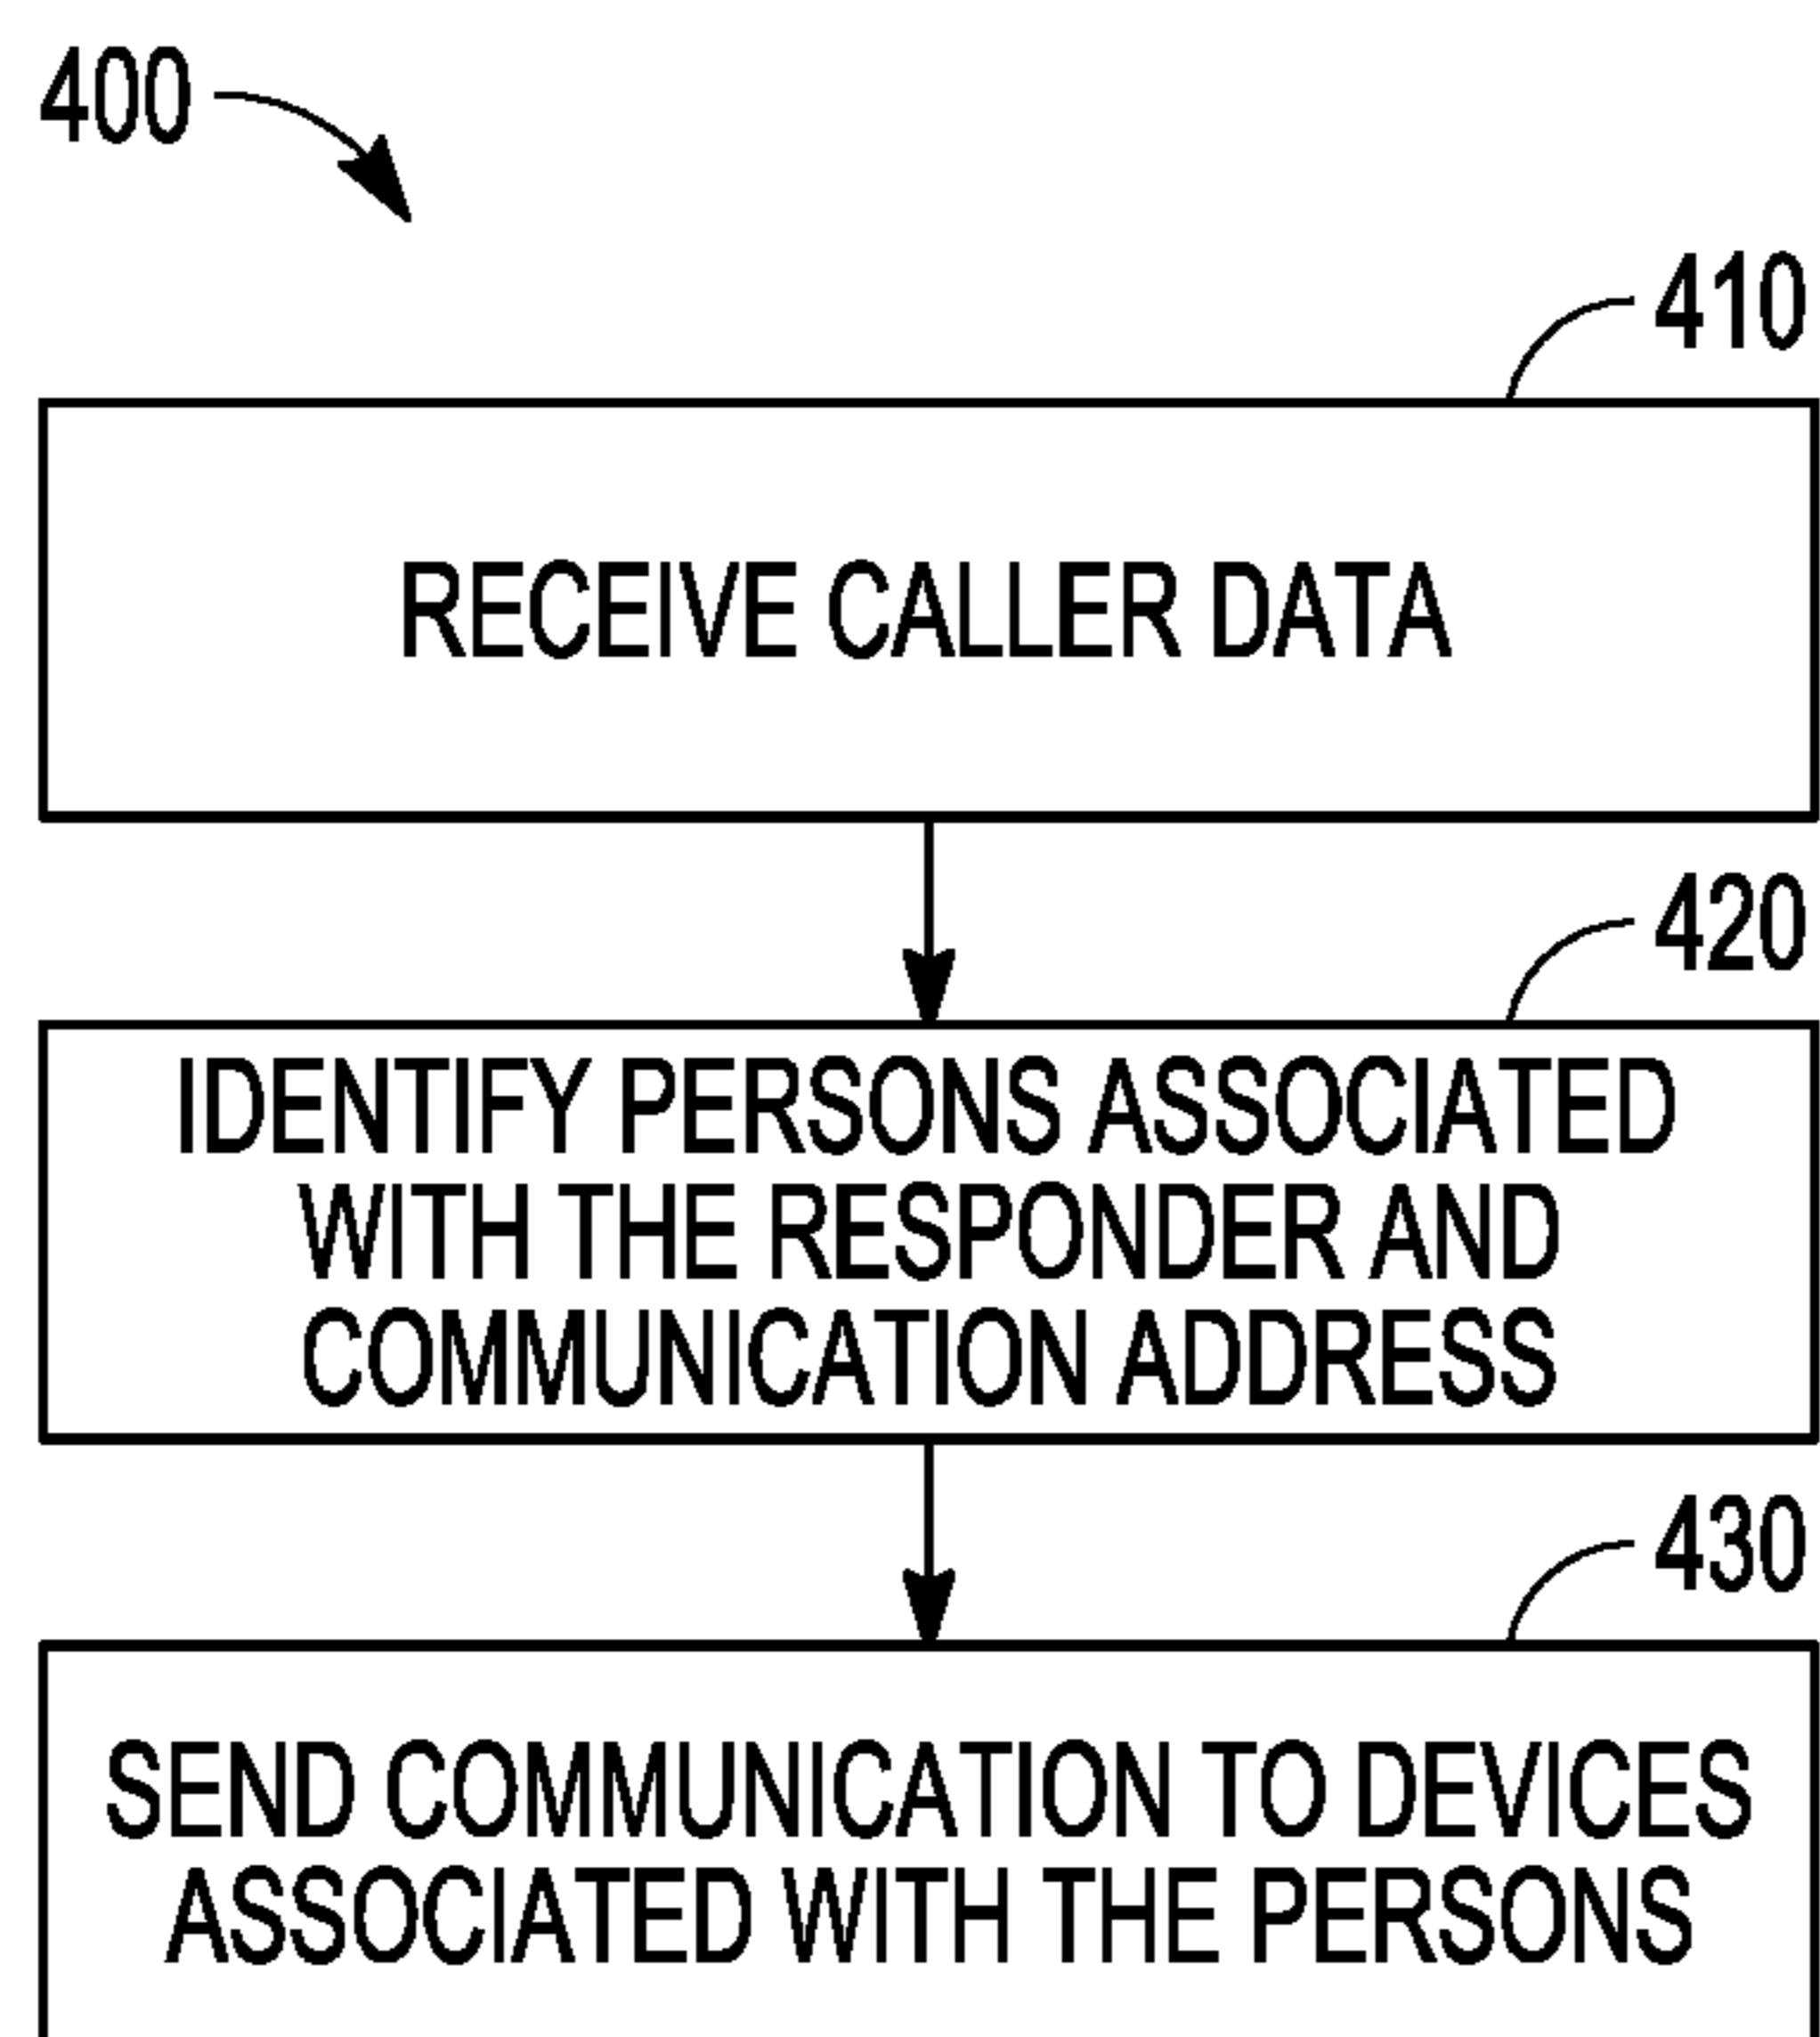 400
410
RECEIVE CALLER DATA
420
IDENTIFY PERSONS ASSOCIATED
WITH THE RESPONDER AND
COMMUNICATION ADDRESS
430
SEND COMMUNICATION TO DEVICES
ASSOCIATED WITH THE PERSONS